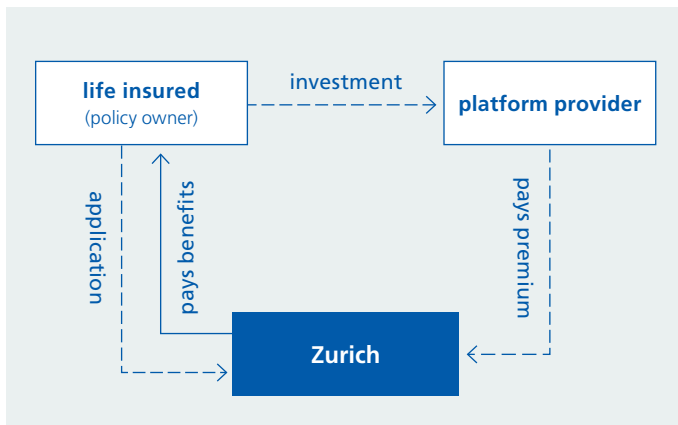 life insured
(policy owner)
investment
platform provider
application
pays benefits
pays premium
Zurich